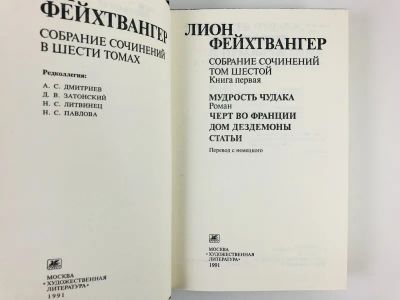 ФЕЙХТВАНГЕР
СОБРАНИЕ СОЧИНЕНИЙ
В ШЕСТИ ТОМАХ
Редколлегия:
А. С. ДМИТРИЕВ
Д. В. ЗАТОНСКИЙ
Н. С. ЛИТВИНЕЦ
Н. С. ПАВЛОВА
МОСКВА
«ХУДОЖЕСТВЕННАЯ
ЛИТЕРАТУРА»
1991
ЛИОН
ФЕЙХТВАНГЕР
СОБРАНИЕ СОЧИНЕНИЙ
ТОМ ШЕСТОЙ
Книга первая
МУДРОСТЬ ЧУДАКА
Роман
ЧЕРТ ВО ФРАНЦИИ
ДОМ ДЕЗДЕМОНЫ
СТАТЬИ
Перевод с немецкого
МОСКВА
«ХУДОЖЕСТВЕННАЯ
ЛИТЕРАТУРА»
1991